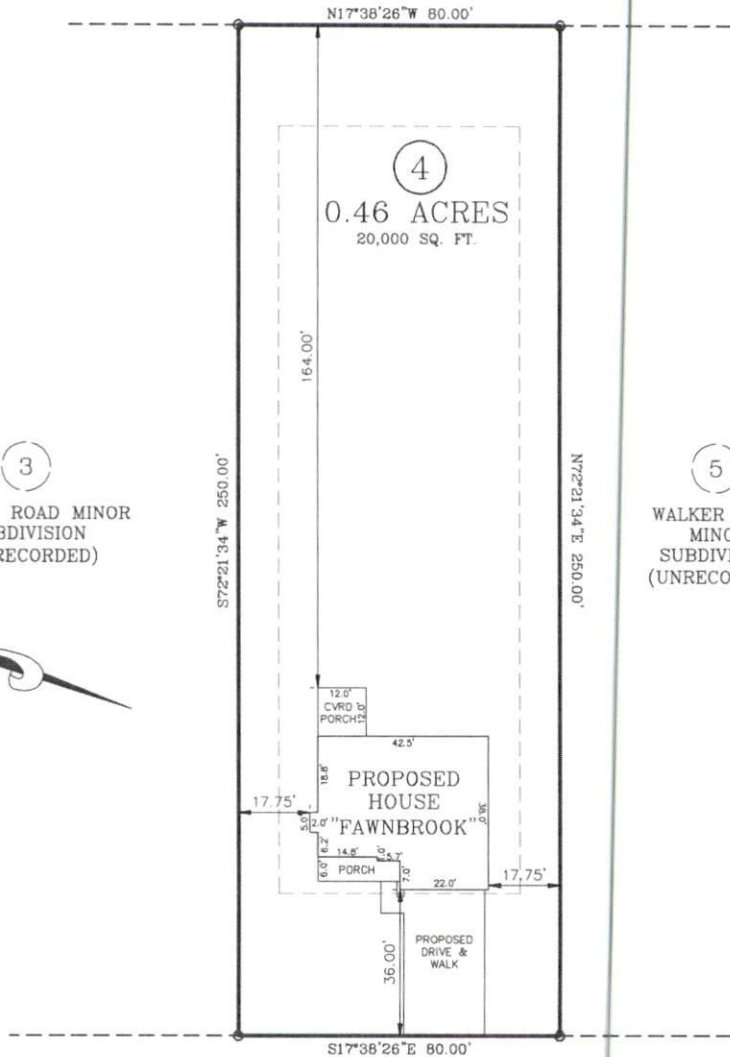 N17°38'26"W 80.00'
4
0.46 ACRES
20,000 SQ. FT.
164.00'
S72°21'34"W 250.00'
N72°21'34"E 250.00'
3
ROAD MINOR
BDIVISION
RECORDED)
5
WALKER
MINO
SUBDIVI
(UNRECO
12.0'
CVRD
PORCH
12.0'
42.5'
18.8'
PROPOSED
HOUSE
"FAWNBROOK"
38.0'
17.75'
5.0'
2.0'
6.2'
14.8'
1.0'
5.7'
6.0'
PORCH
7.0'
22.0'
17.75'
36.00'
PROPOSED
DRIVE &
WALK
S17°38'26"E 80.00'